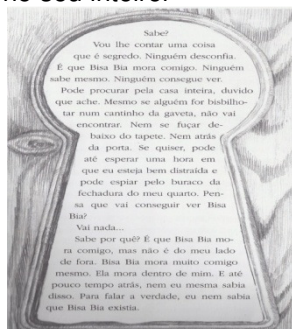 no seu inteiro.
Sabe?
Vou lhe contar uma coisa
que é segredo. Ninguém desconfia.
É que Bisa Bia mora comigo. Ninguém
sabe mesmo. Ninguém consegue ver.
Pode procurar pela casa inteira, duvido
que ache. Mesmo se alguém for bisbilho-
tar num cantinho da gaveta, não vai
encontrar. Nem se fuçar de-
baixo do tapete. Nem atrás
da porta. Se quiser, pode
até esperar uma hora em
que eu esteja bem distraída e
pode espiar pelo buraco da
fechadura do meu quarto. Pen-
sa que vai conseguir ver Bisa
Bia?
Vai nada...
Sabe por quê? É que Bisa Bia mo-
ra comigo, mas não é do meu lado
de fora. Bisa Bia mora muito comigo
mesmo. Ela mora dentro de mim. E até
pouco tempo atrás, nem eu mesma sabia
disso. Para falar a verdade, eu nem sabia
que Bisa Bia existia.